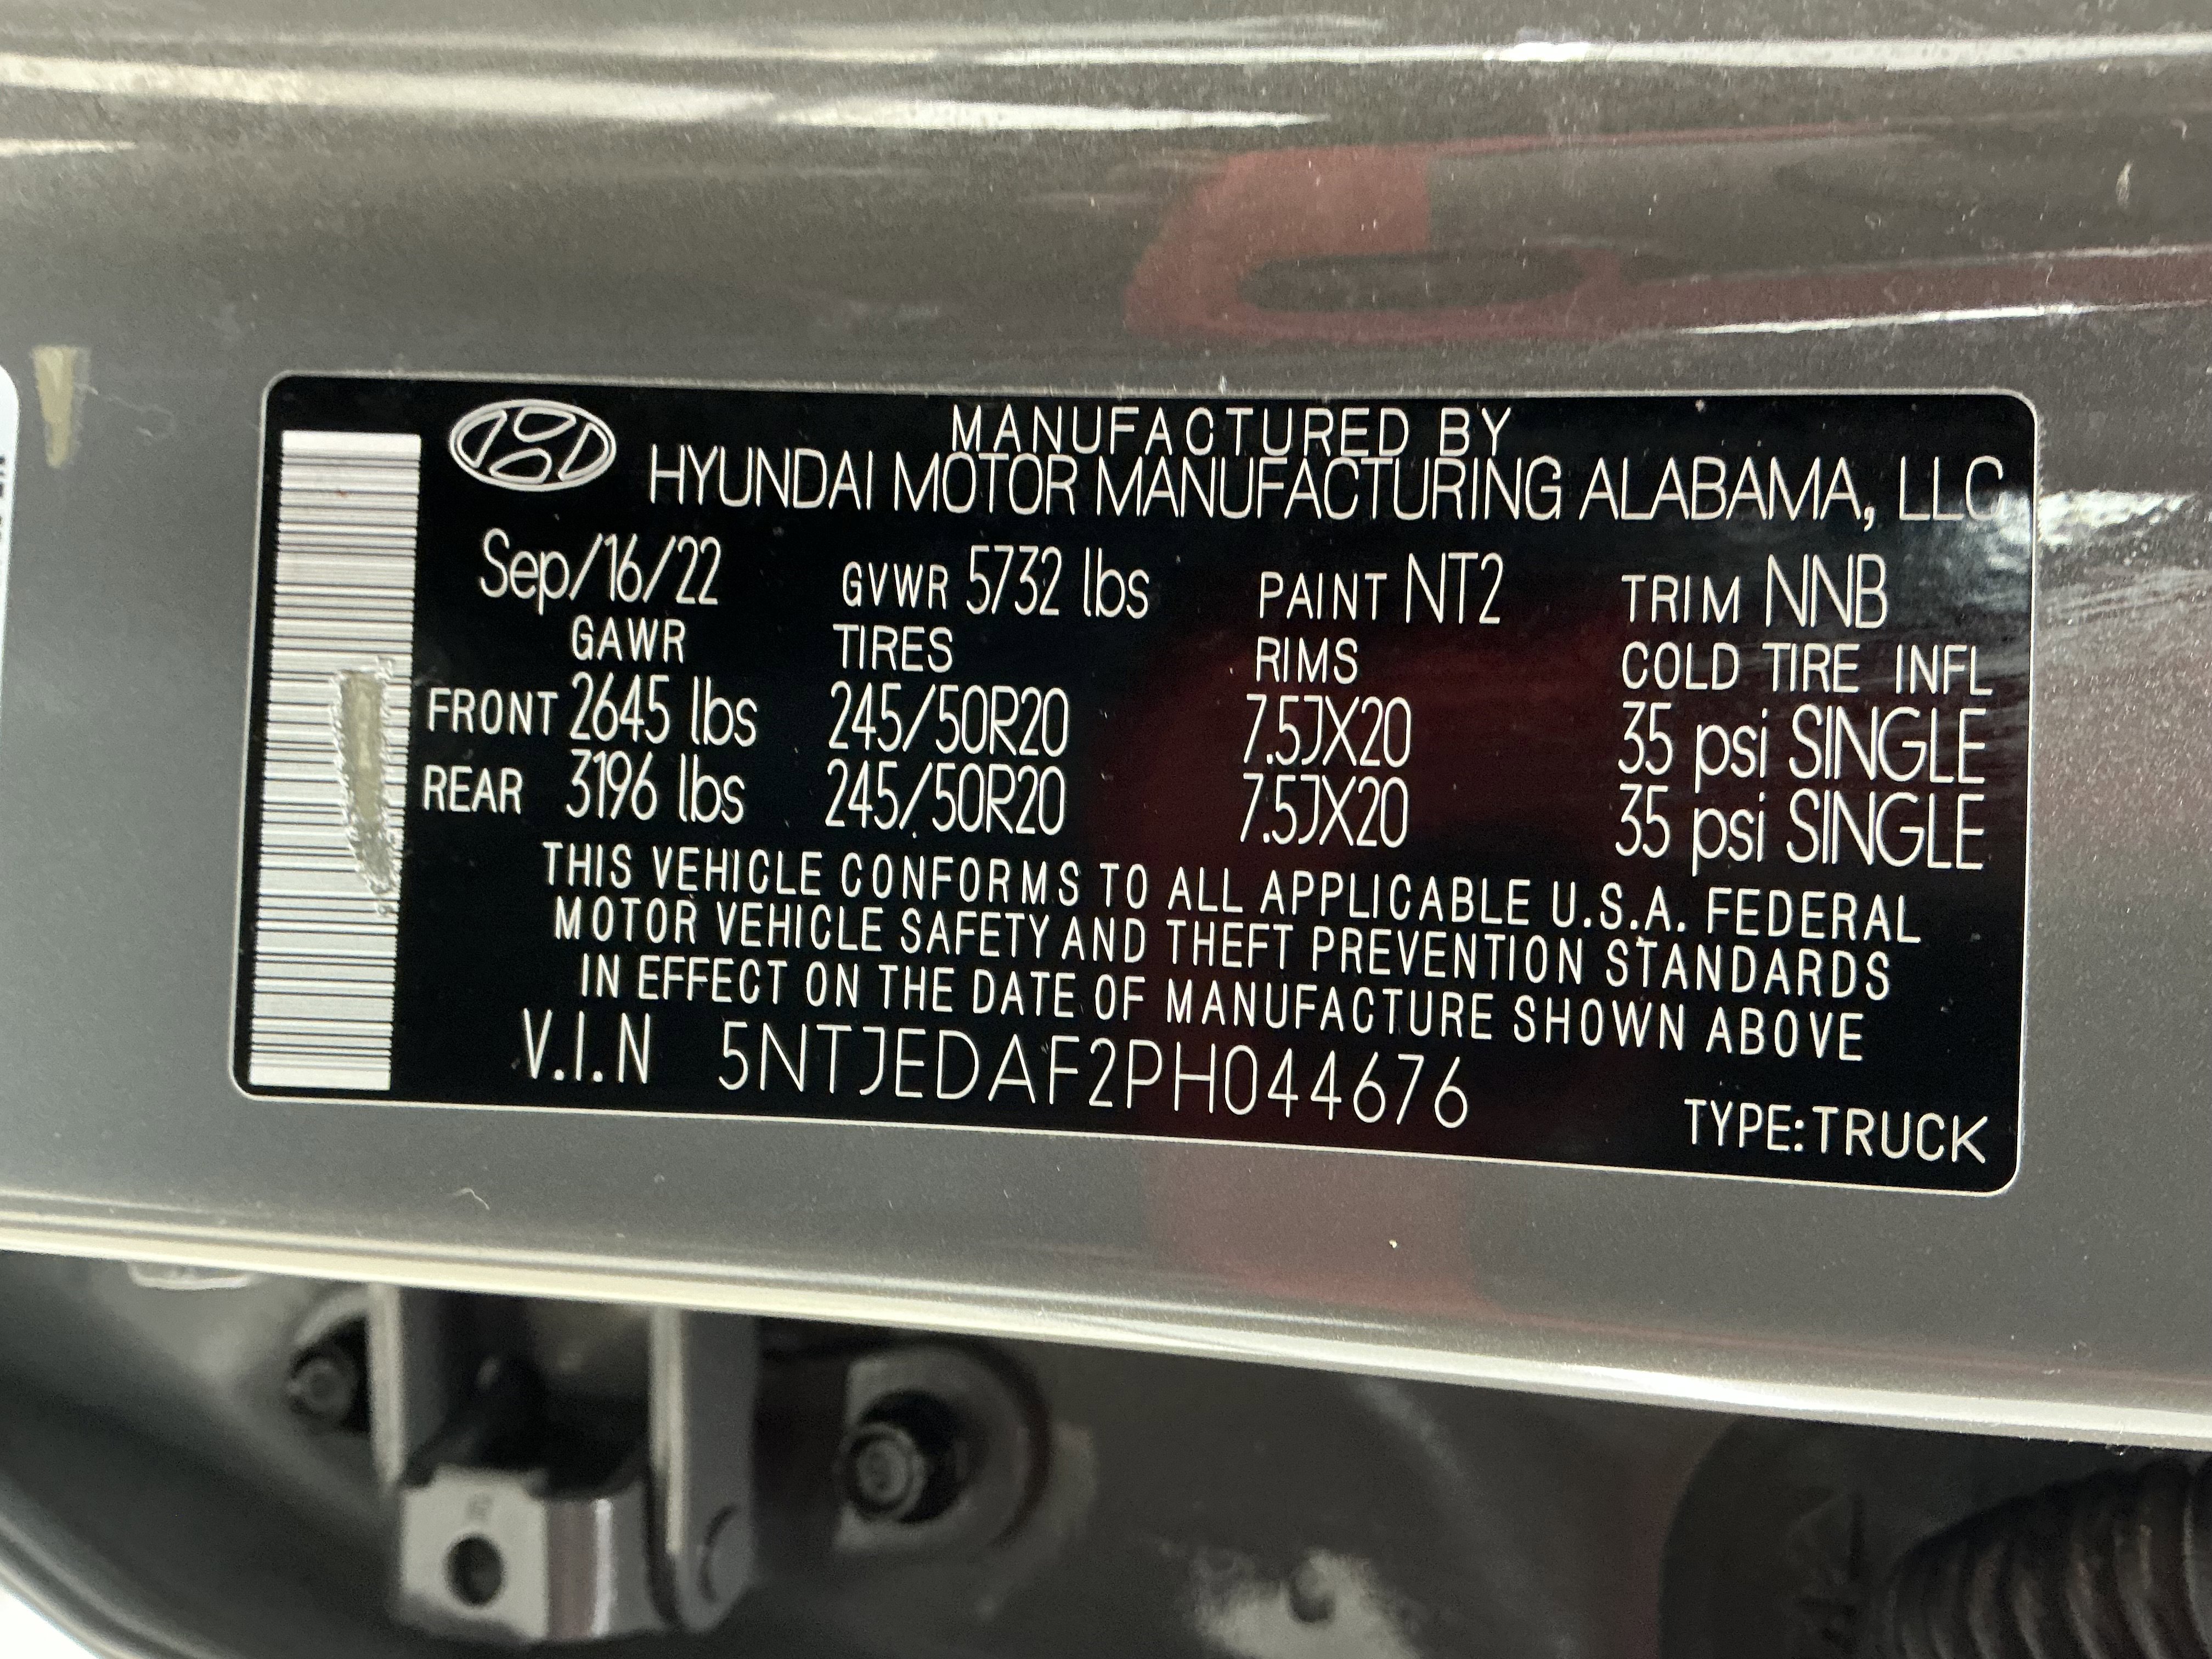 MANUFACTURED BY
HYUNDAI MOTOR MANUFACTURING ALABAMA, LLC
Sep/16/22 GVWR 5732 lbs PAINT NT2 TRIM NNB
GAWR TIRES RIMS COLD TIRE INFL
FRONT 2645 lbs 245/50R20 7.5JX20 35 psi SINGLE
REAR 3196 lbs 245/50R20 7.5JX20 35 psi SINGLE
THIS VEHICLE CONFORMS TO ALL APPLICABLE U.S.A. FEDERAL
MOTOR VEHICLE SAFETY AND THEFT PREVENTION STANDARDS
IN EFFECT ON THE DATE OF MANUFACTURE SHOWN ABOVE
V.I.N 5NTJEDAF2PH044676
TYPE:TRUCK